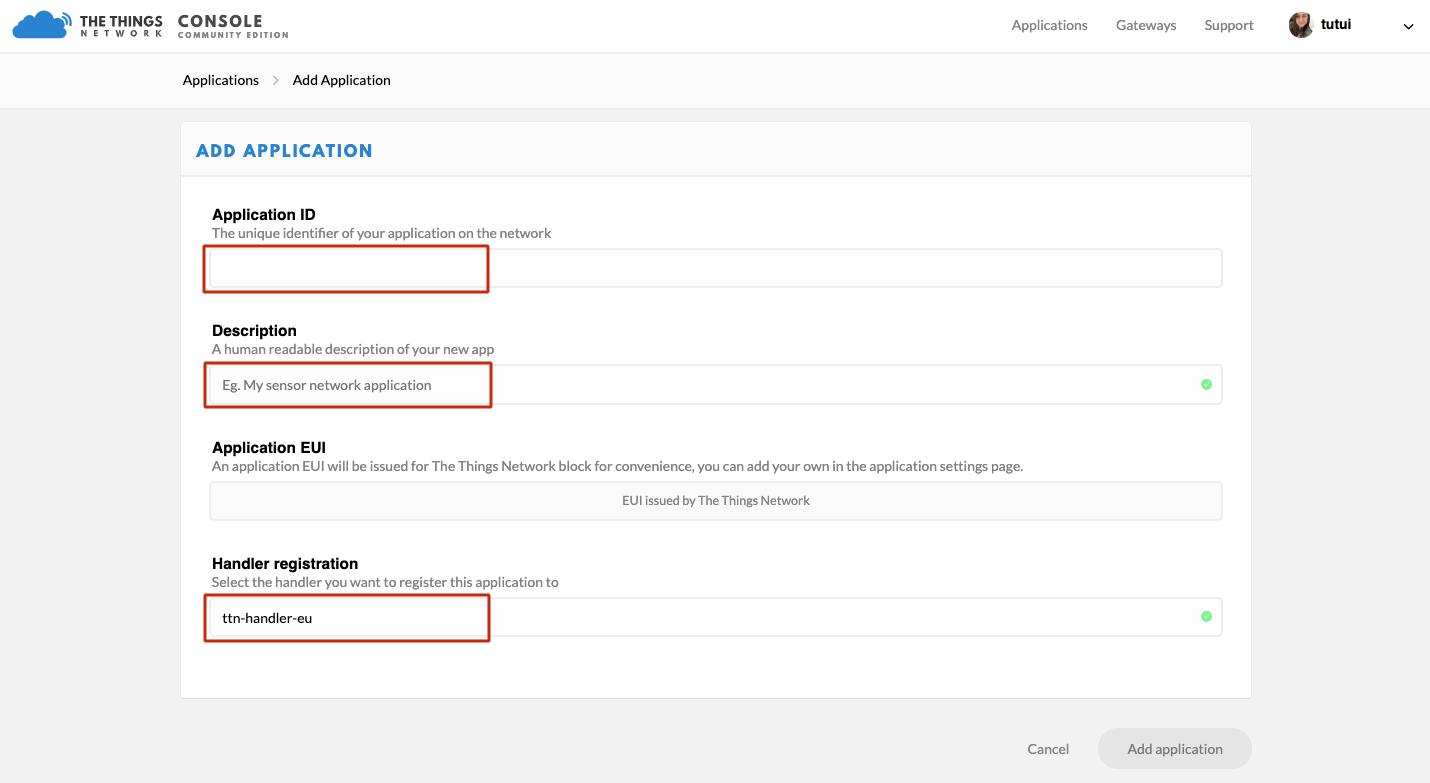 THE THINGS NETWORK CONSOLE COMMUNITY EDITION
Applications Gateways Support tutui
Applications Add Application
ADD APPLICATION
Application ID
The unique identifier of your application on the network
Description
A human readable description of your new app
Eg. My sensor network application
Application EUI
An application EUI will be issued for The Things Network block for convenience, you can add your own in the application settings page.
EUI issued by The Things Network
Handler registration
Select the handler you want to register this application to
ttn-handler-eu
Cancel Add application